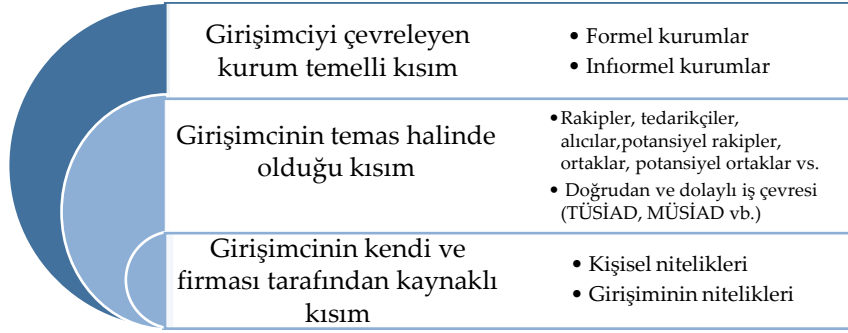 Girişimciyi çevreleyen
kurum temelli kısım
• Formel kurumlar
• Infıormel kurumlar
Girişimcinin temas halinde
olduğu kısım
•Rakipler, tedarikçiler,
alıcılar,potansiyel rakipler,
ortaklar, potansiyel ortaklar vs.
• Doğrudan ve dolaylı iş çevresi
(TÜSİAD, MÜSİAD vb.)
Girişimcinin kendi ve
firması tarafından kaynaklı
kısım
• Kişisel nitelikleri
• Girişiminin nitelikleri